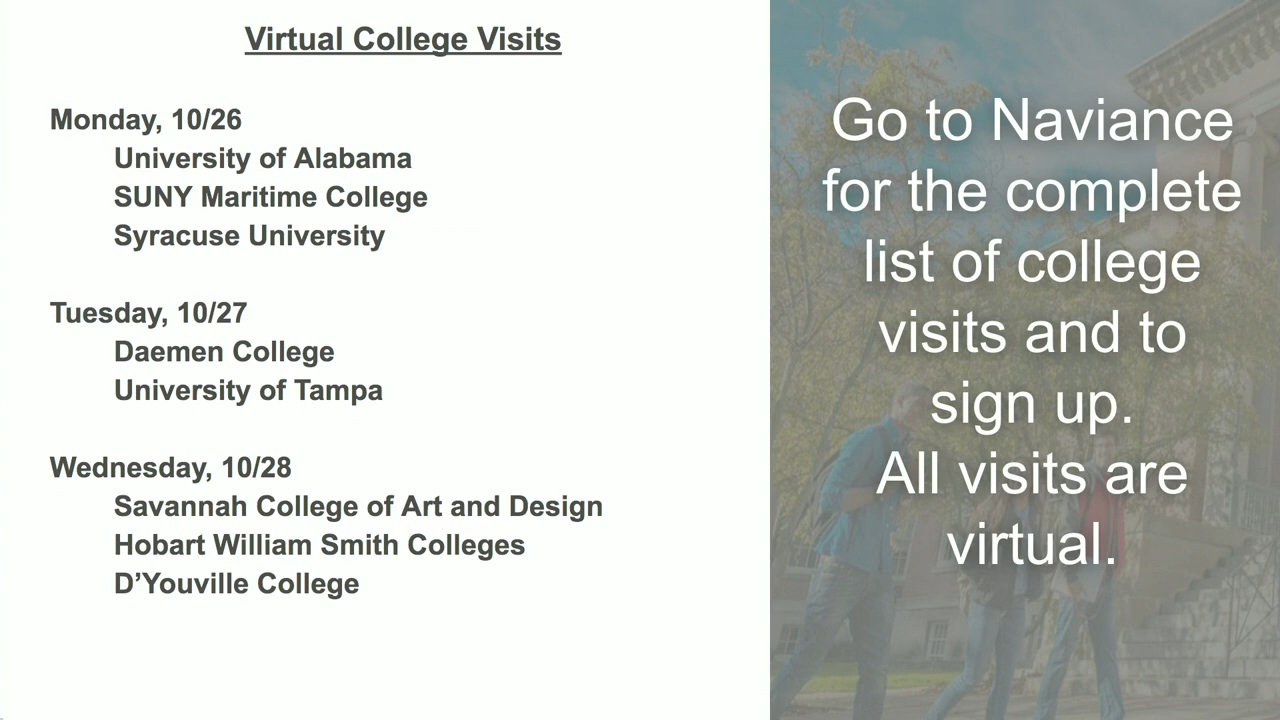 Virtual College Visits
Monday, 10/26
University of Alabama
SUNY Maritime College
Syracuse University
Tuesday, 10/27
Daemen College
University of Tampa
Wednesday, 10/28
Savannah College of Art and Design
Hobart William Smith Colleges
D’Youville College
Go to Naviance
for the complete
list of college
visits and to
sign up.
All visits are
virtual.